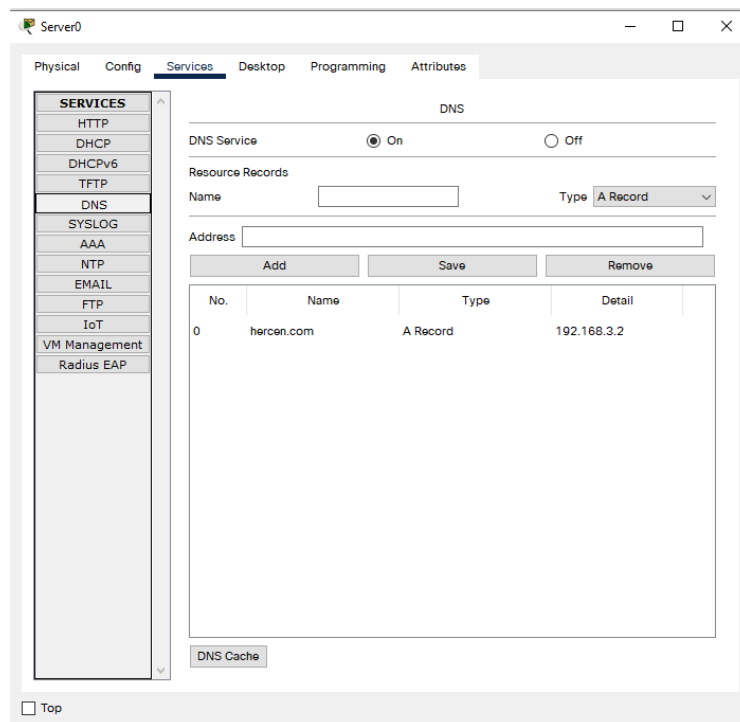 Server0
Physical Config Services Desktop Programming Attributes
SERVICES
HTTP
DHCP
DHCPv6
TFTP
DNS
SYSLOG
AAA
NTP
EMAIL
FTP
IoT
VM Management
Radius EAP
DNS
DNS Service On Off
Resource Records
Name Type A Record
Address
Add Save Remove
No. Name Type Detail
0 hercen.com A Record 192.168.3.2
DNS Cache
Top